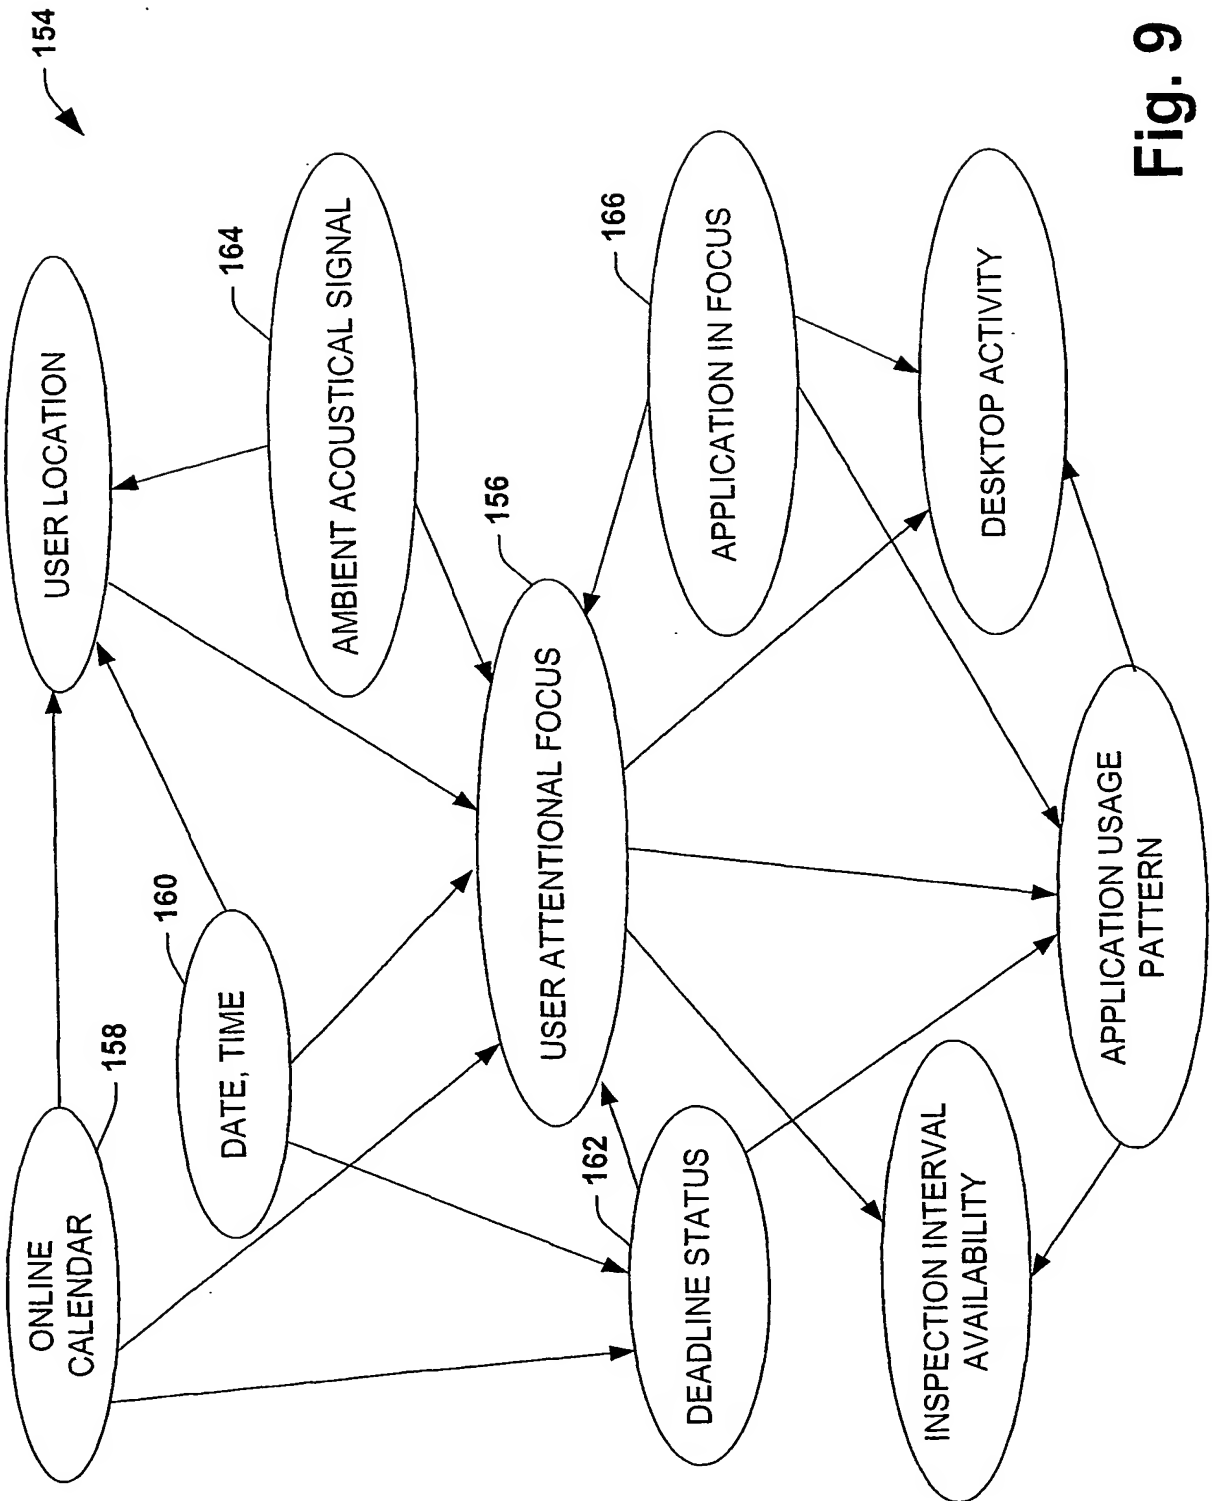 154
ONLINE
CALENDAR
158
USER LOCATION
DATE, TIME
160
AMBIENT ACOUSTICAL SIGNAL
164
USER ATTENTIONAL FOCUS
156
DEADLINE STATUS
162
APPLICATION IN FOCUS
166
INSPECTION INTERVAL
AVAILABILITY
DESKTOP ACTIVITY
APPLICATION USAGE
PATTERN
Fig. 9